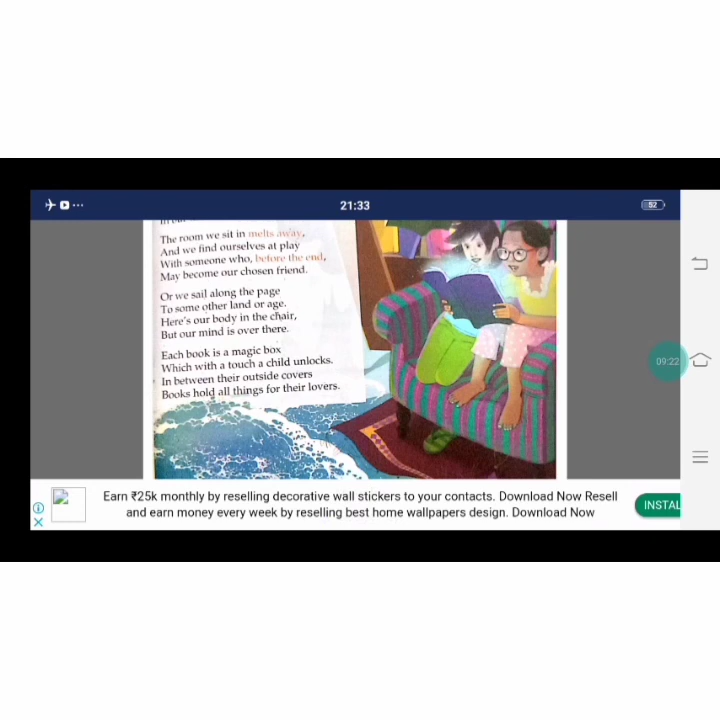 21:33
52
The room we sit in melts away,
And we find ourselves at play
With someone who, before the end,
May become our chosen friend.
Or we sail along the page
To some other land or age.
Here's our body in the chair,
But our mind is over there.
Each book is a magic box
Which with a touch a child unlocks.
In between their outside covers
Books hold all things for their lovers.
09:22
Earn ₹25k monthly by reselling decorative wall stickers to your contacts. Download Now Resell
and earn money every week by reselling best home wallpapers design. Download Now
INSTAL